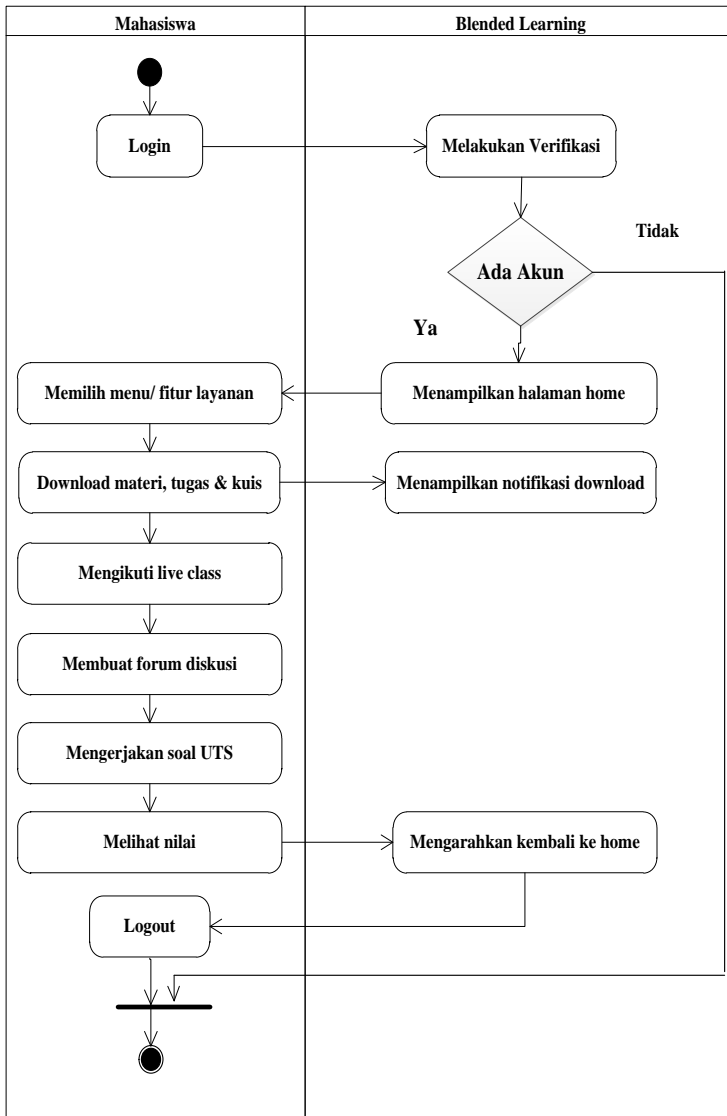 Mahasiswa
Blended Learning
Login
Melakukan Verifikasi
Tidak
Ada Akun
Ya
Memilih menu/ fitur layanan
Menampilkan halaman home
Download materi, tugas & kuis
Menampilkan notifikasi download
Mengikuti live class
Membuat forum diskusi
Mengerjakan soal UTS
Melihat nilai
Mengarahkan kembali ke home
Logout